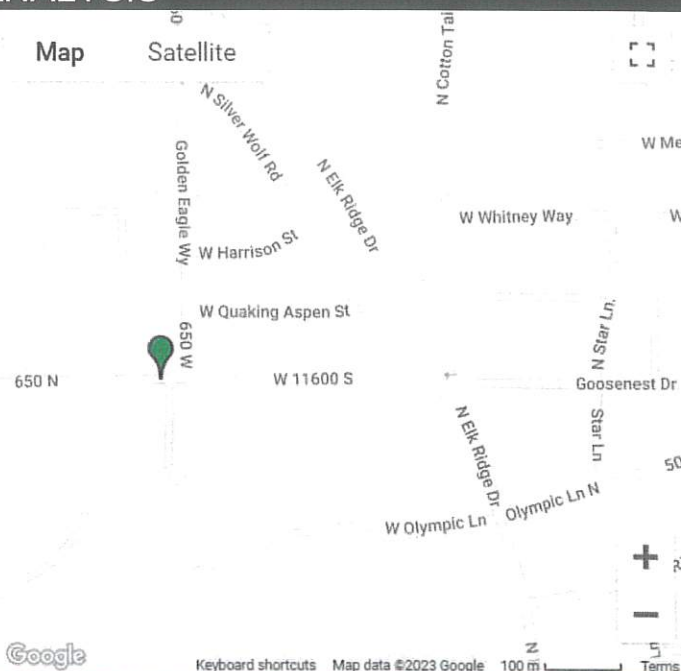 Map Satellite
N Cotton Tai
N Silver Wolf Rd
Golden Eagle Wy
N Elk Ridge Dr
W Me
W Whitney Way
W
W Harrison St
W Quaking Aspen St
650 W
N Star Ln.
650 N
W 11600 S
Goosenest Dr
N Elk Ridge Dr
Star Ln
50
W Olympic Ln
Olympic Ln N
+
−
N
Google
Keyboard shortcuts Map data ©2023 Google 100 m Terms